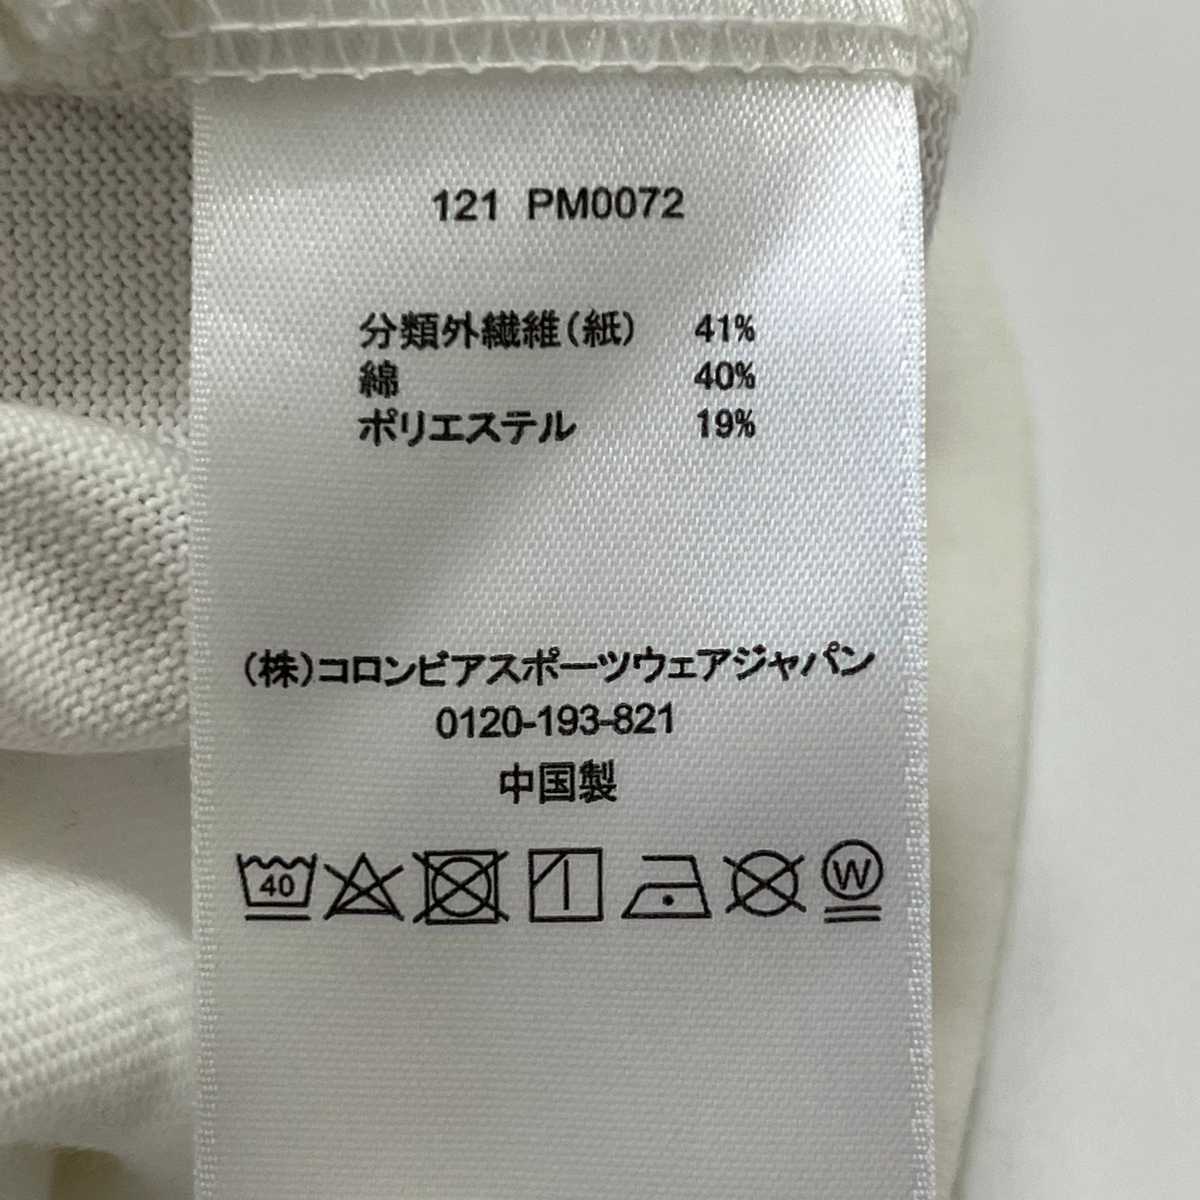 121 PM0072
分類外繊維(紙) 41%
綿 40%
ポリエステル 19%
(株)コロンビアスポーツウェアジャパン
0120-193-821
中国製
40 W